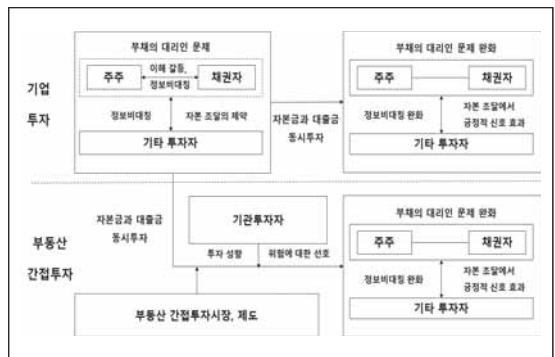 부채의 대리인 문제
주주
이해 갈등,
정보비대칭
채권자
정보비대칭
자본 조달의 제약
기타 투자자
기업
투자
자본금과 대출금
동시투자
부채의 대리인 문제 완화
주주
채권자
정보비대칭 완화
자본 조달에서
긍정적 신호 효과
기타 투자자
부동산
간접투자
자본금과 대출금
동시투자
기관투자자
투자 성향
위험에 대한 선호
부동산 간접투자시장, 제도
부채의 대리인 문제 완화
주주
채권자
정보비대칭 완화
자본 조달에서
긍정적 신호 효과
기타 투자자